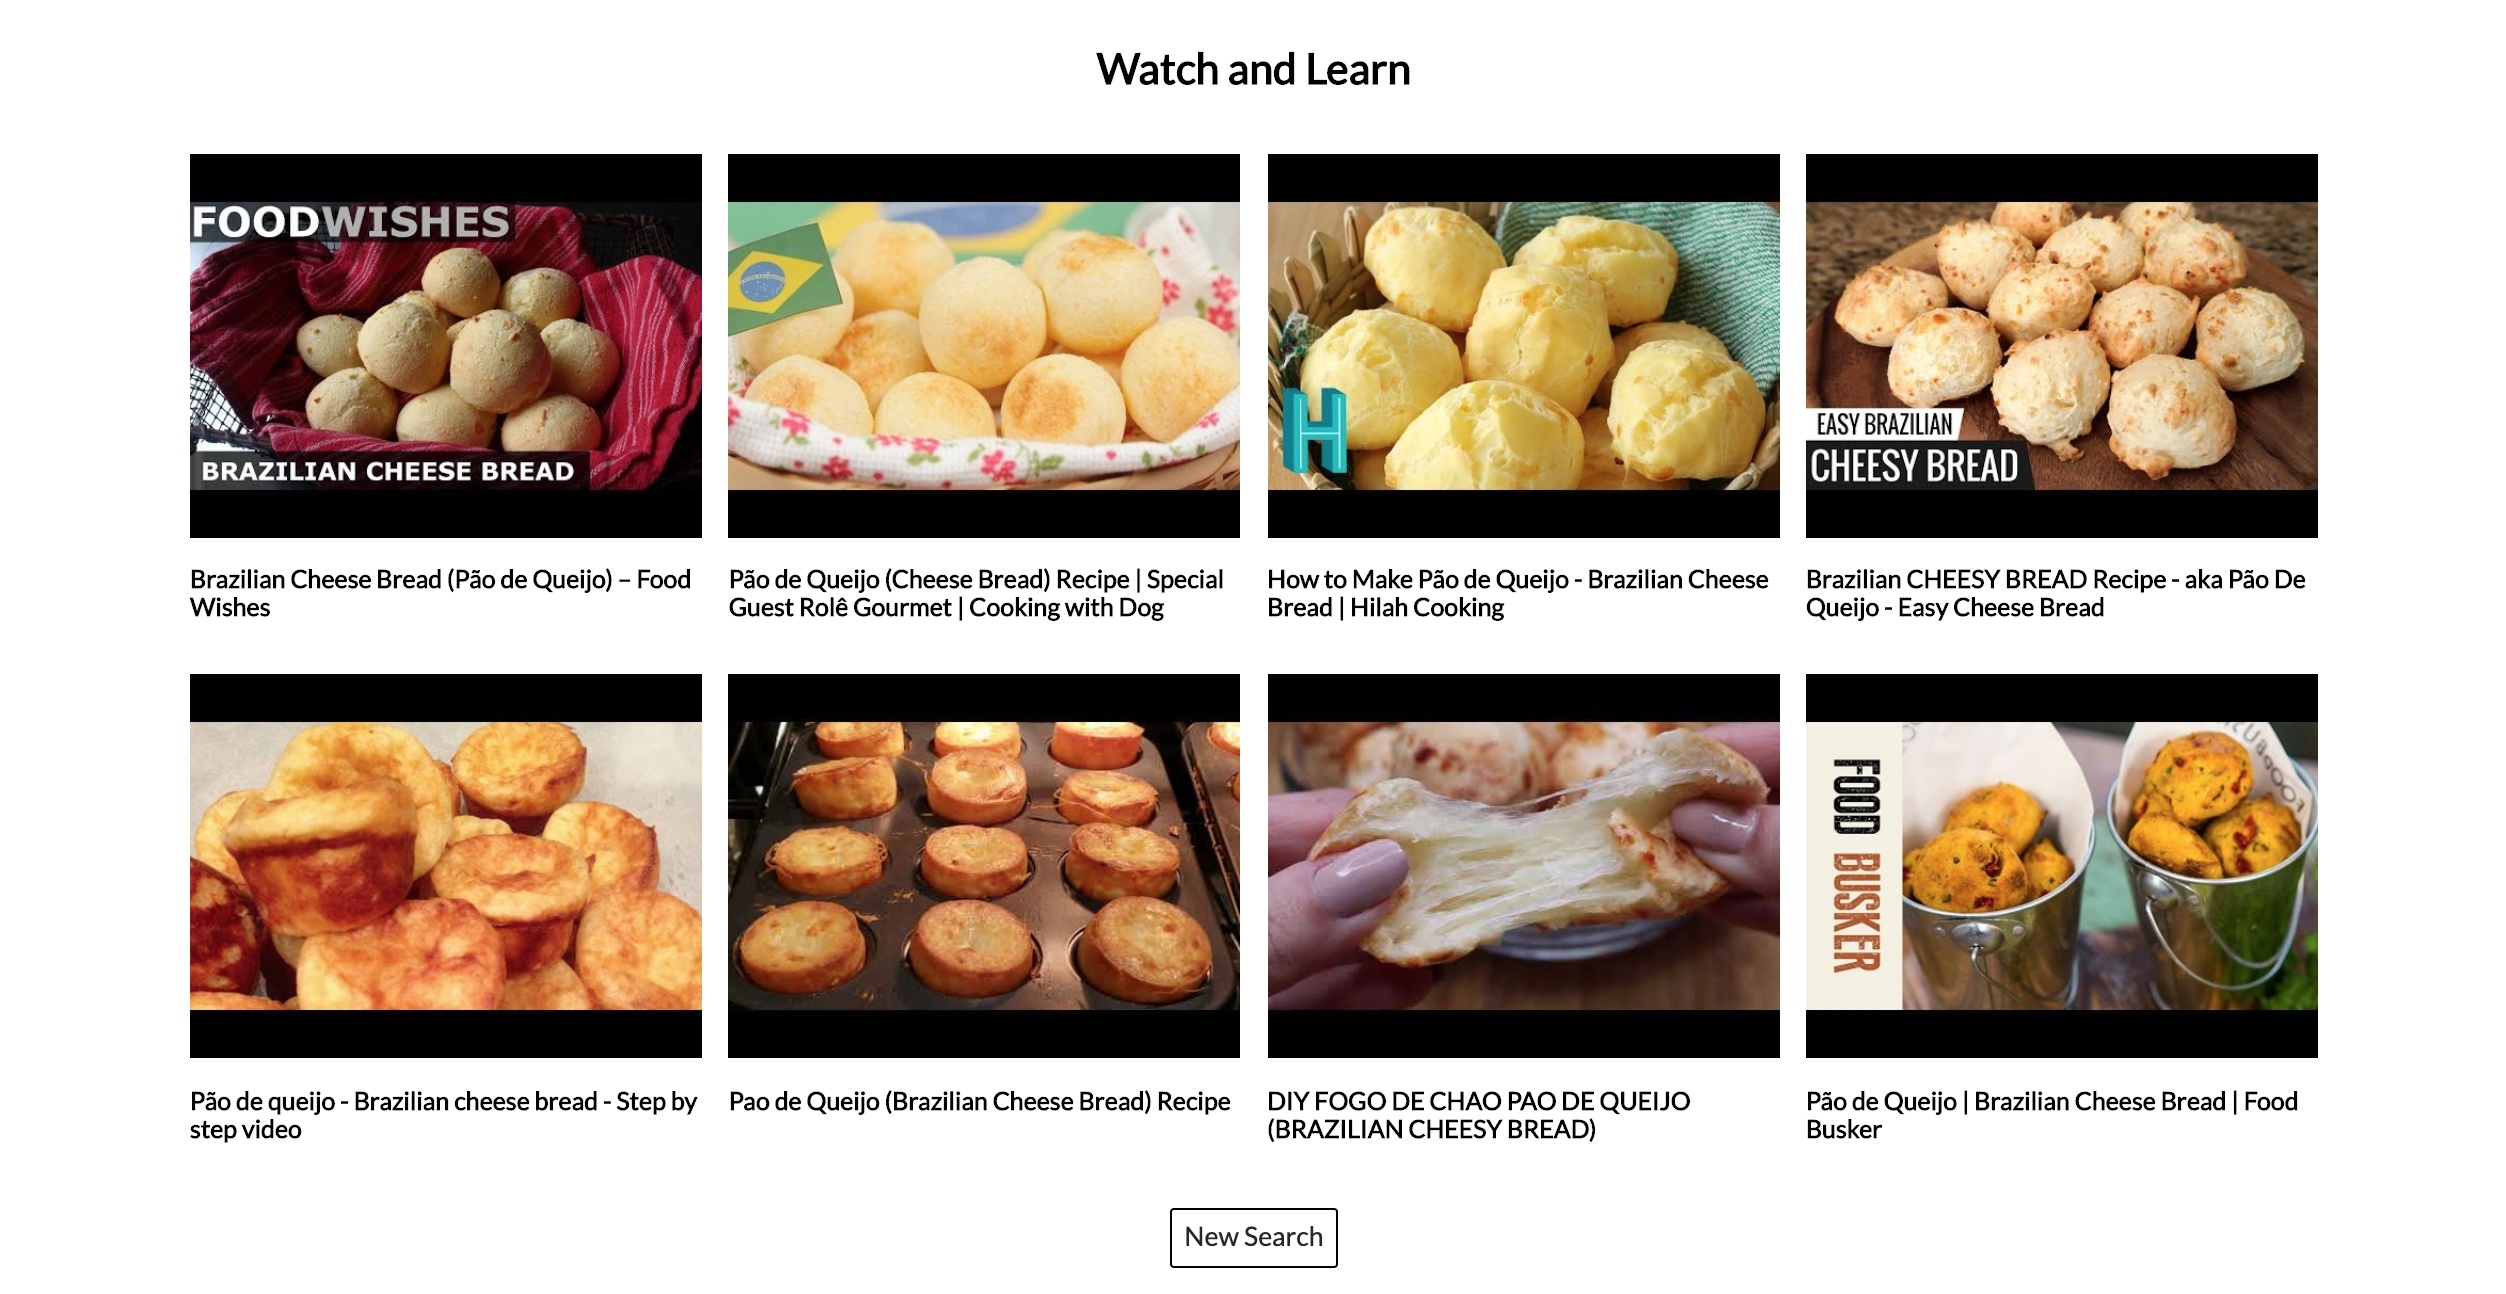 Watch and Learn
FOODWISHES
BRAZILIAN CHEESE BREAD
H
EASY BRAZILIAN
CHEESY BREAD
Brazilian Cheese Bread (Pão de Queijo) – Food
Wishes
Pão de Queijo (Cheese Bread) Recipe | Special
Guest Rolê Gourmet | Cooking with Dog
How to Make Pão de Queijo - Brazilian Cheese
Bread | Hilah Cooking
Brazilian CHEESY BREAD Recipe - aka Pão De
Queijo - Easy Cheese Bread
FOOD BUSKER
Pão de queijo - Brazilian cheese bread - Step by
step video
Pao de Queijo (Brazilian Cheese Bread) Recipe
DIY FOGO DE CHAO PAO DE QUEIJO
(BRAZILIAN CHEESY BREAD)
Pão de Queijo | Brazilian Cheese Bread | Food
Busker
New Search